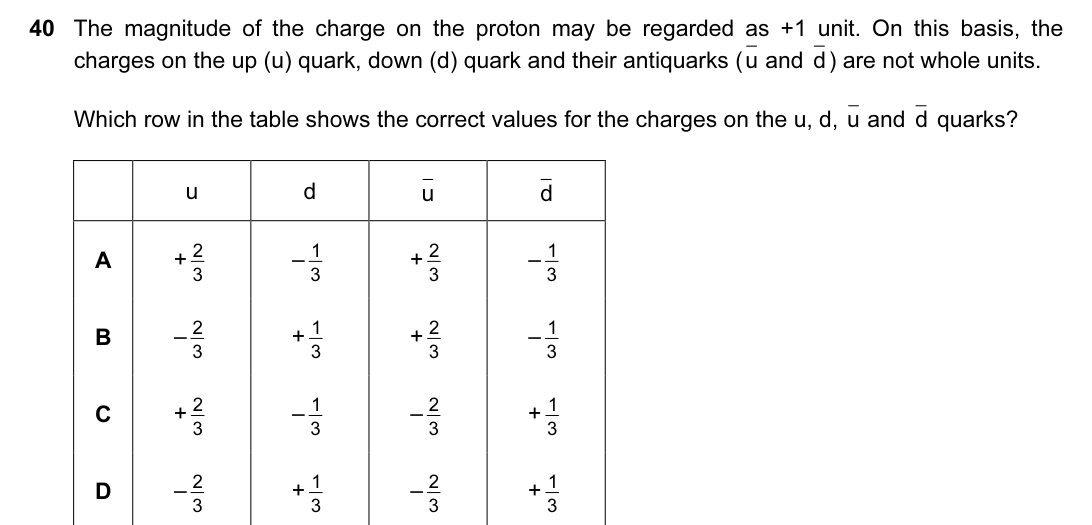 40 The magnitude of the charge on the proton may be regarded as +1 unit. On this basis, the
charges on the up (u) quark, down (d) quark and their antiquarks (u̅ and d̅) are not whole units.
Which row in the table shows the correct values for the charges on the u, d, u̅ and d̅ quarks?
u d u̅ d̅
A +2/3 −1/3 +2/3 −1/3
B −2/3 +1/3 +2/3 −1/3
C +2/3 −1/3 −2/3 +1/3
D −2/3 +1/3 −2/3 +1/3